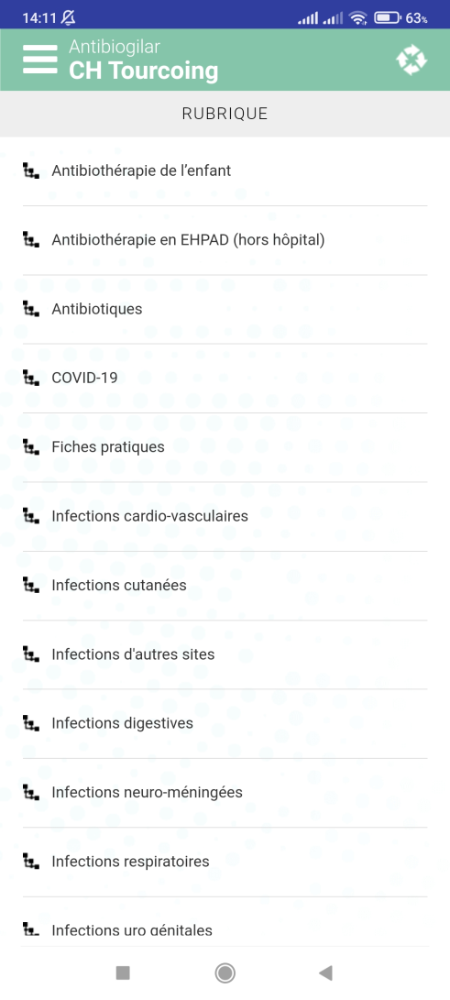 14:11 63%
Antibiogilar
CH Tourcoing
RUBRIQUE
Antibiothérapie de l’enfant
Antibiothérapie en EHPAD (hors hôpital)
Antibiotiques
COVID-19
Fiches pratiques
Infections cardio-vasculaires
Infections cutanées
Infections d'autres sites
Infections digestives
Infections neuro-méningées
Infections respiratoires
Infections uro génitales